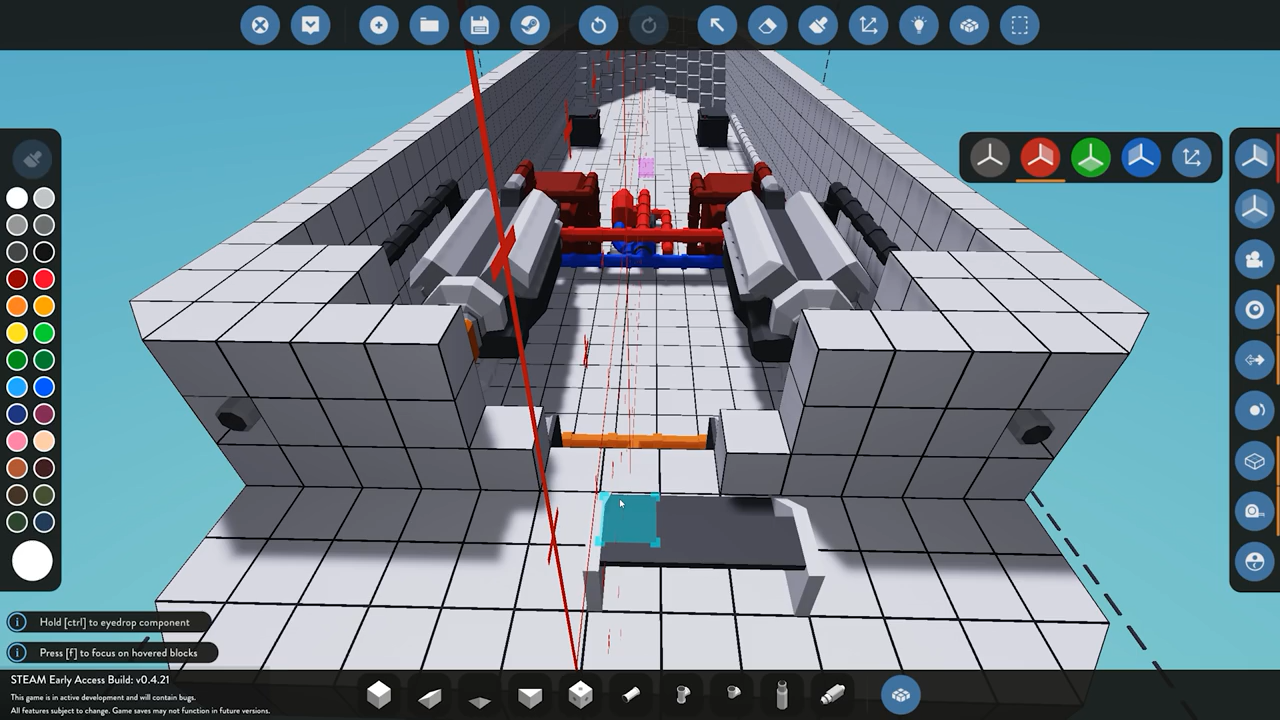 Hold [ctrl] to eyedrop component
Press [f] to focus on hovered blocks
STEAM Early Access Build: v0.4.21
This game is in active development and will contain bugs.
All features subject to change. Game saves may not function in future versions.